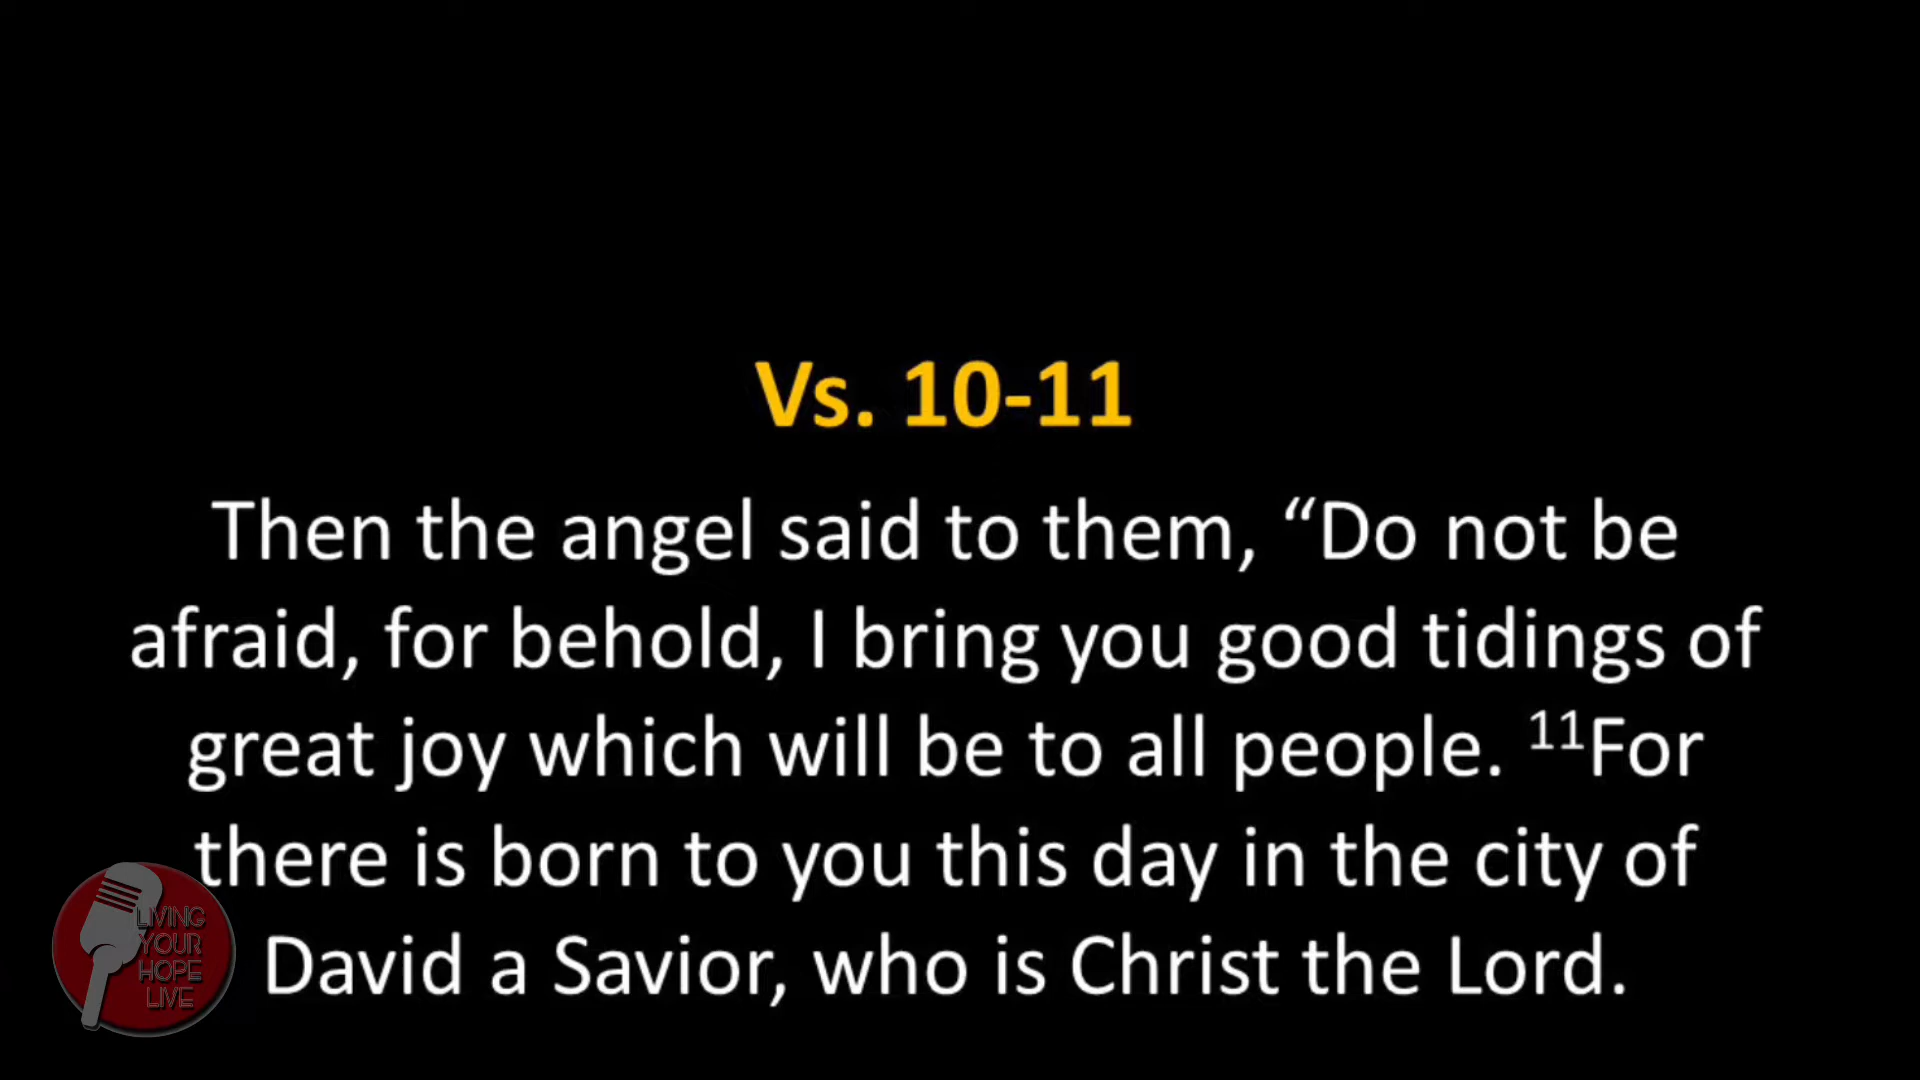 Vs. 10-11
Then the angel said to them, “Do not be
afraid, for behold, I bring you good tidings of
great joy which will be to all people. ¹¹For
there is born to you this day in the city of
David a Savior, who is Christ the Lord.
LIVING
YOUR
HOPE
LIVE